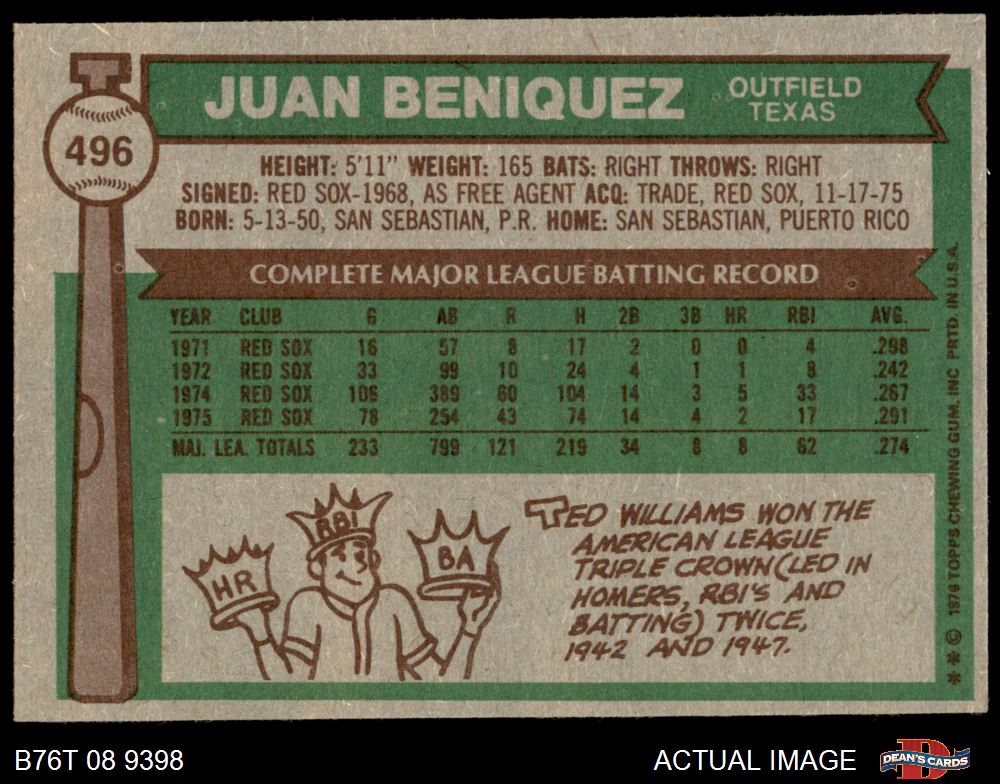 496
JUAN BENIQUEZ
OUTFIELD
TEXAS
HEIGHT: 5'11" WEIGHT: 165 BATS: RIGHT THROWS: RIGHT
SIGNED: RED SOX-1968, AS FREE AGENT ACQ: TRADE, RED SOX, 11-17-75
BORN: 5-13-50, SAN SEBASTIAN, P.R. HOME: SAN SEBASTIAN, PUERTO RICO
COMPLETE MAJOR LEAGUE BATTING RECORD
YEAR CLUB G AB R H 2B 3B HR RBI AVG.
1971 RED SOX 16 57 8 17 2 0 0 4 .298
1972 RED SOX 33 99 10 24 4 1 1 8 .242
1974 RED SOX 106 389 60 104 14 3 5 33 .267
1975 RED SOX 78 254 43 74 14 4 2 17 .291
MAJ. LEA. TOTALS 233 799 121 219 34 8 8 62 .274
HR
RBI
BA
TED WILLIAMS WON THE
AMERICAN LEAGUE
TRIPLE CROWN (LED IN
HOMERS, RBI'S AND
BATTING) TWICE,
1942 AND 1947.
** © 1976 TOPPS CHEWING GUM, INC PRTD. IN U.S.A.
B76T 08 9398
ACTUAL IMAGE
DEAN'S CARDS